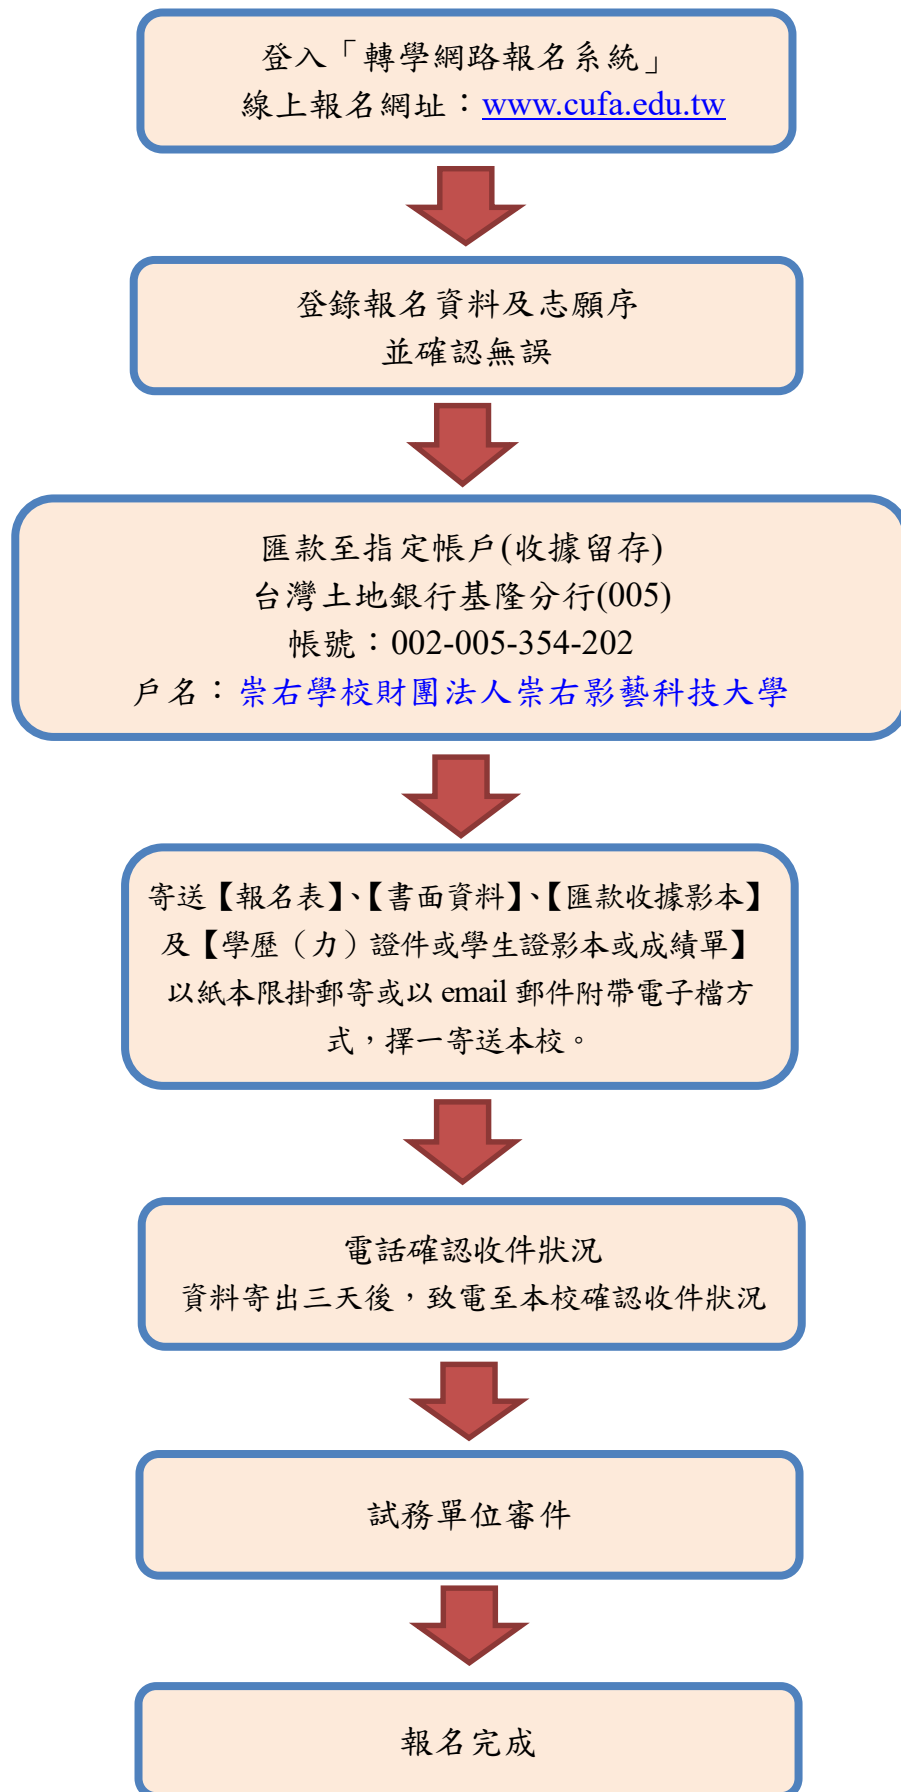 登入「轉學網路報名系統」
線上報名網址：www.cufa.edu.tw
登錄報名資料及志願序
並確認無誤
匯款至指定帳戶(收據留存)
台灣土地銀行基隆分行(005)
帳號：002-005-354-202
戶名：崇右學校財團法人崇右影藝科技大學
寄送【報名表】、【書面資料】、【匯款收據影本】
及【學歷（力）證件或學生證影本或成績單】
以紙本限掛郵寄或以 email 郵件附帶電子檔方
式，擇一寄送本校。
電話確認收件狀況
資料寄出三天後，致電至本校確認收件狀況
試務單位審件
報名完成